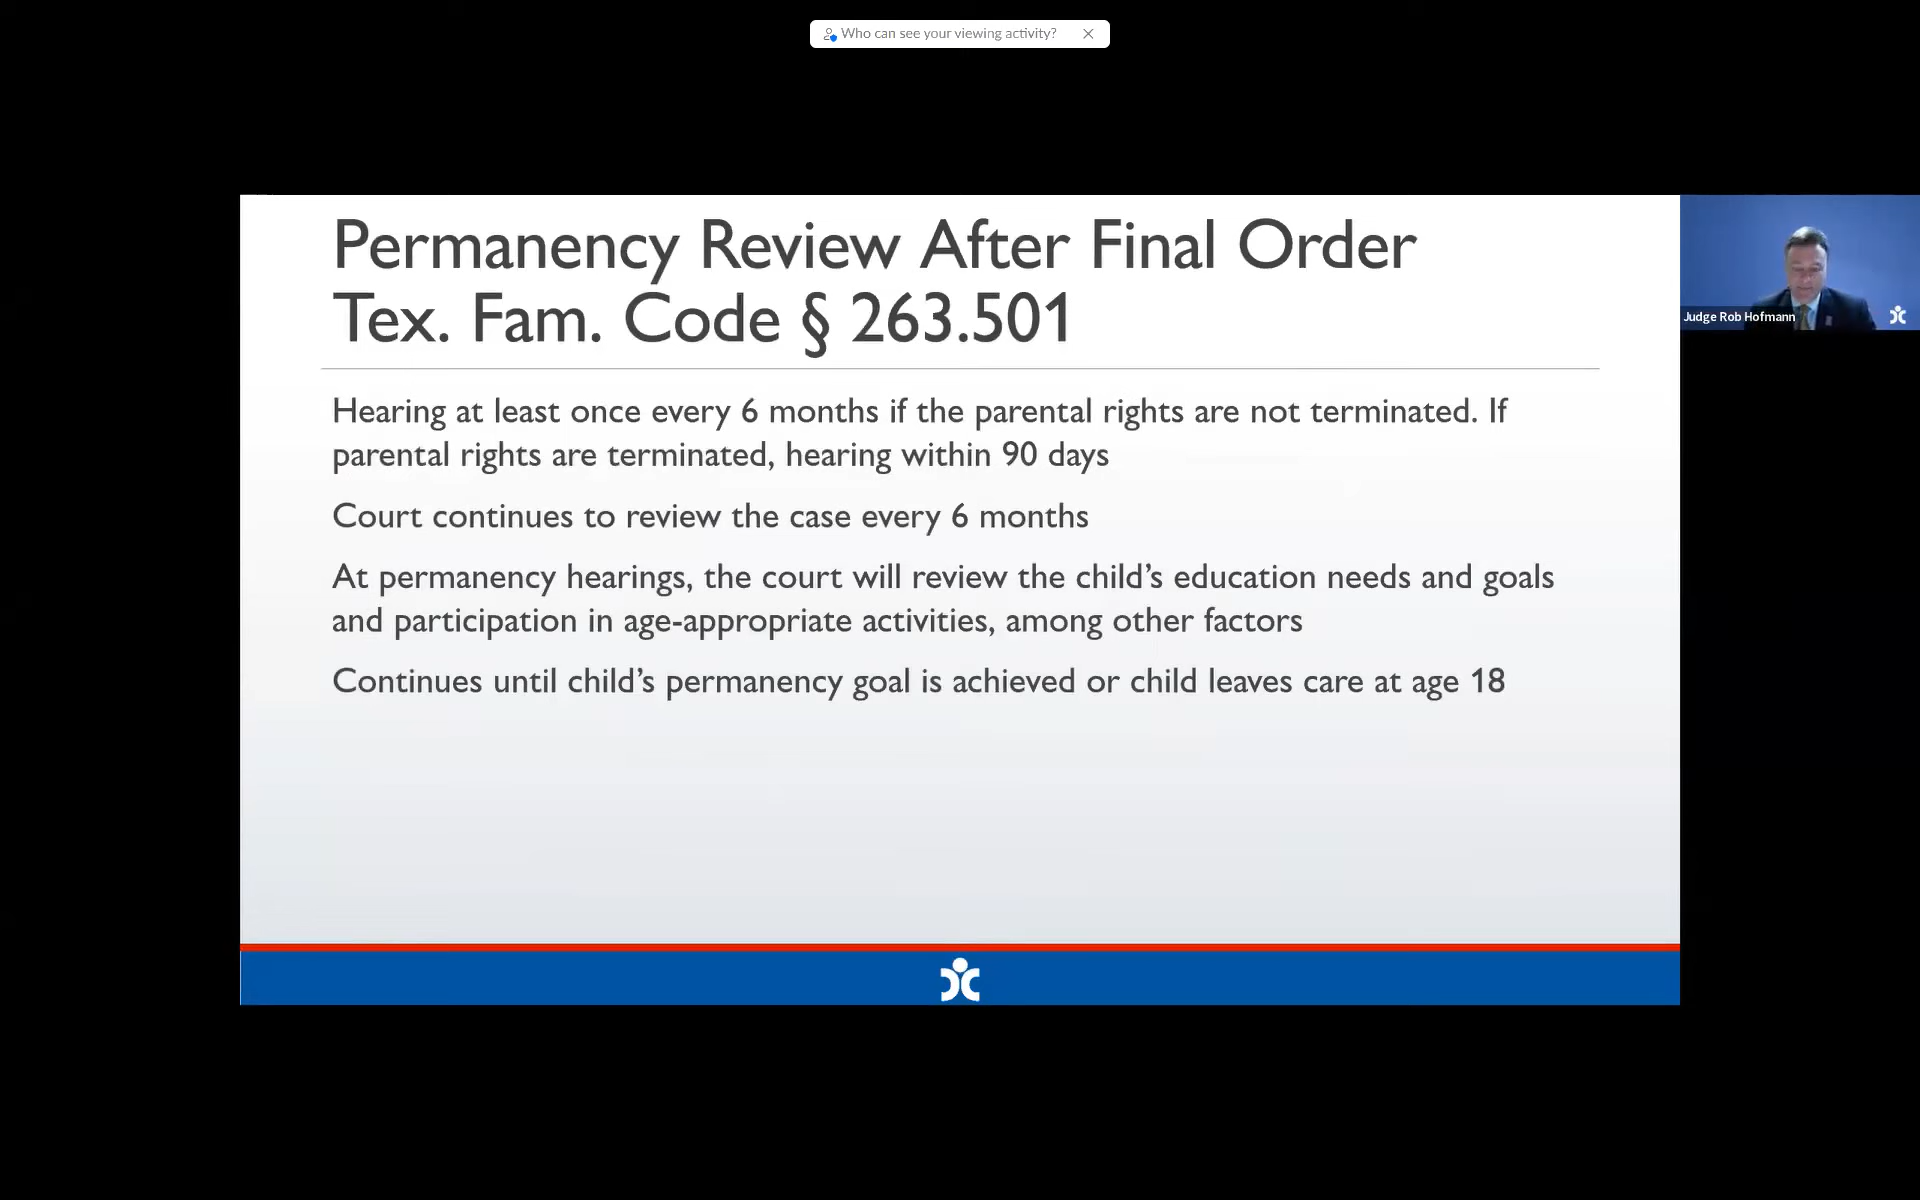 Who can see your viewing activity?
Permanency Review After Final Order
Tex. Fam. Code § 263.501
Hearing at least once every 6 months if the parental rights are not terminated. If
parental rights are terminated, hearing within 90 days
Court continues to review the case every 6 months
At permanency hearings, the court will review the child’s education needs and goals
and participation in age-appropriate activities, among other factors
Continues until child’s permanency goal is achieved or child leaves care at age 18
Judge Rob Hofmann